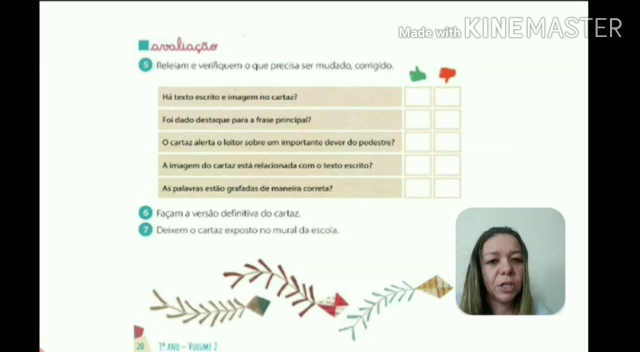 Made with KINEMASTER
avaliação
5 Releiam e verifiquem o que precisa ser mudado, corrigido.
Há texto escrito e imagem no cartaz?
Foi dado destaque para a frase principal?
O cartaz alerta o leitor sobre um importante dever do pedestre?
A imagem do cartaz está relacionada com o texto escrito?
As palavras estão grafadas de maneira correta?
6 Façam a versão definitiva do cartaz.
7 Deixem o cartaz exposto no mural da escola.
20 1º ANO – VOLUME 2